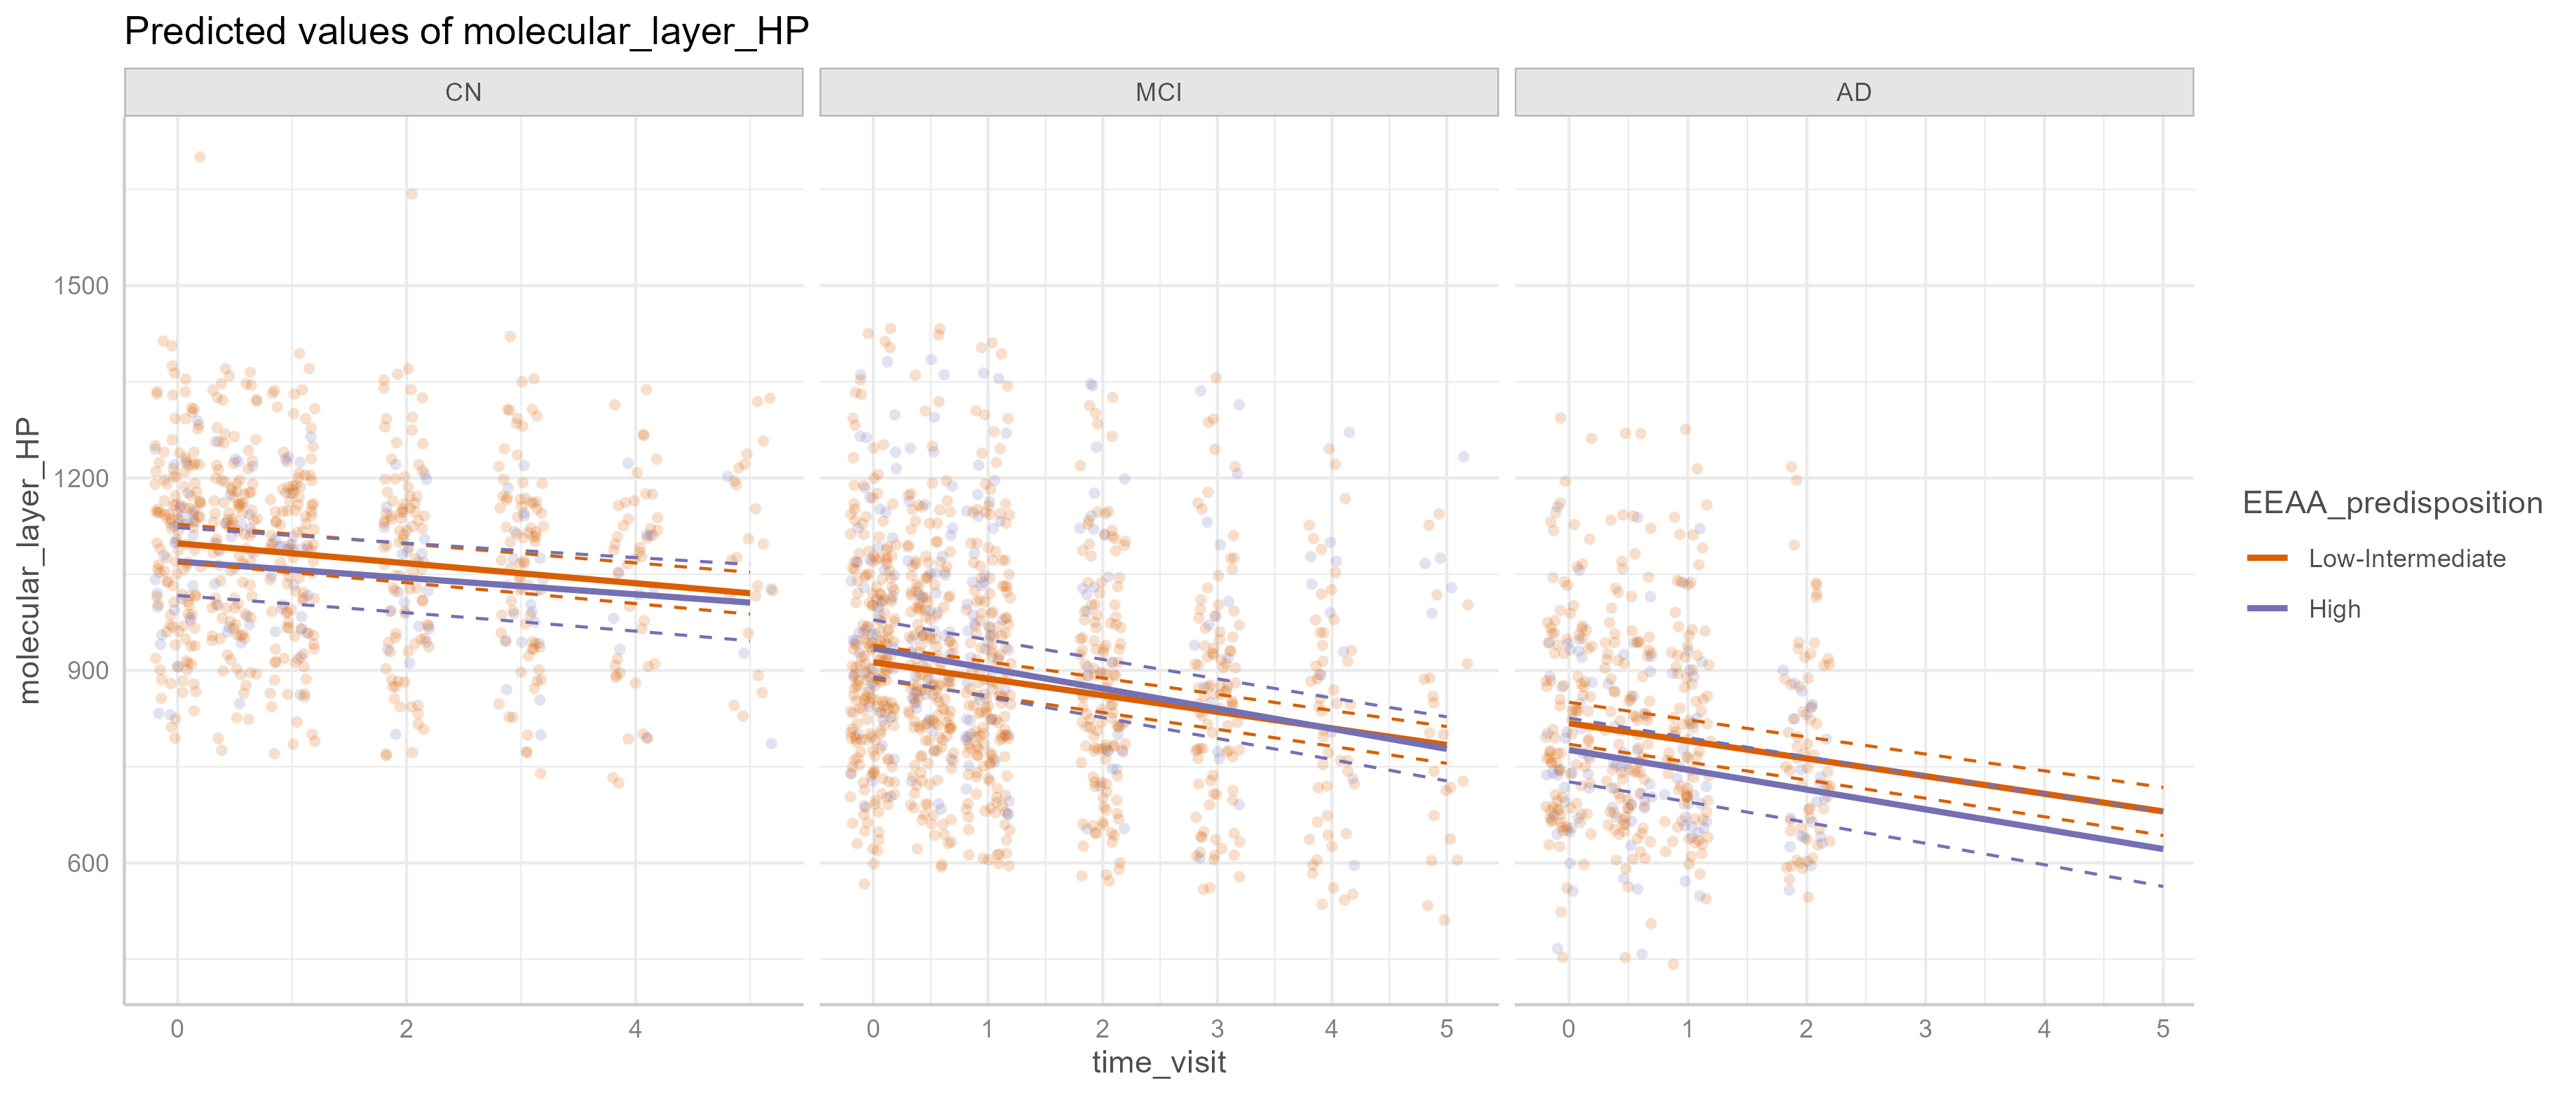 Predicted values of molecular_layer_HP
CN
MCI
AD
molecular_layer_HP
1500
1200
900
600
0 2 4
0 1 2 3 4 5
0 1 2 3 4 5
time_visit
EEAA_predisposition
Low-Intermediate
High